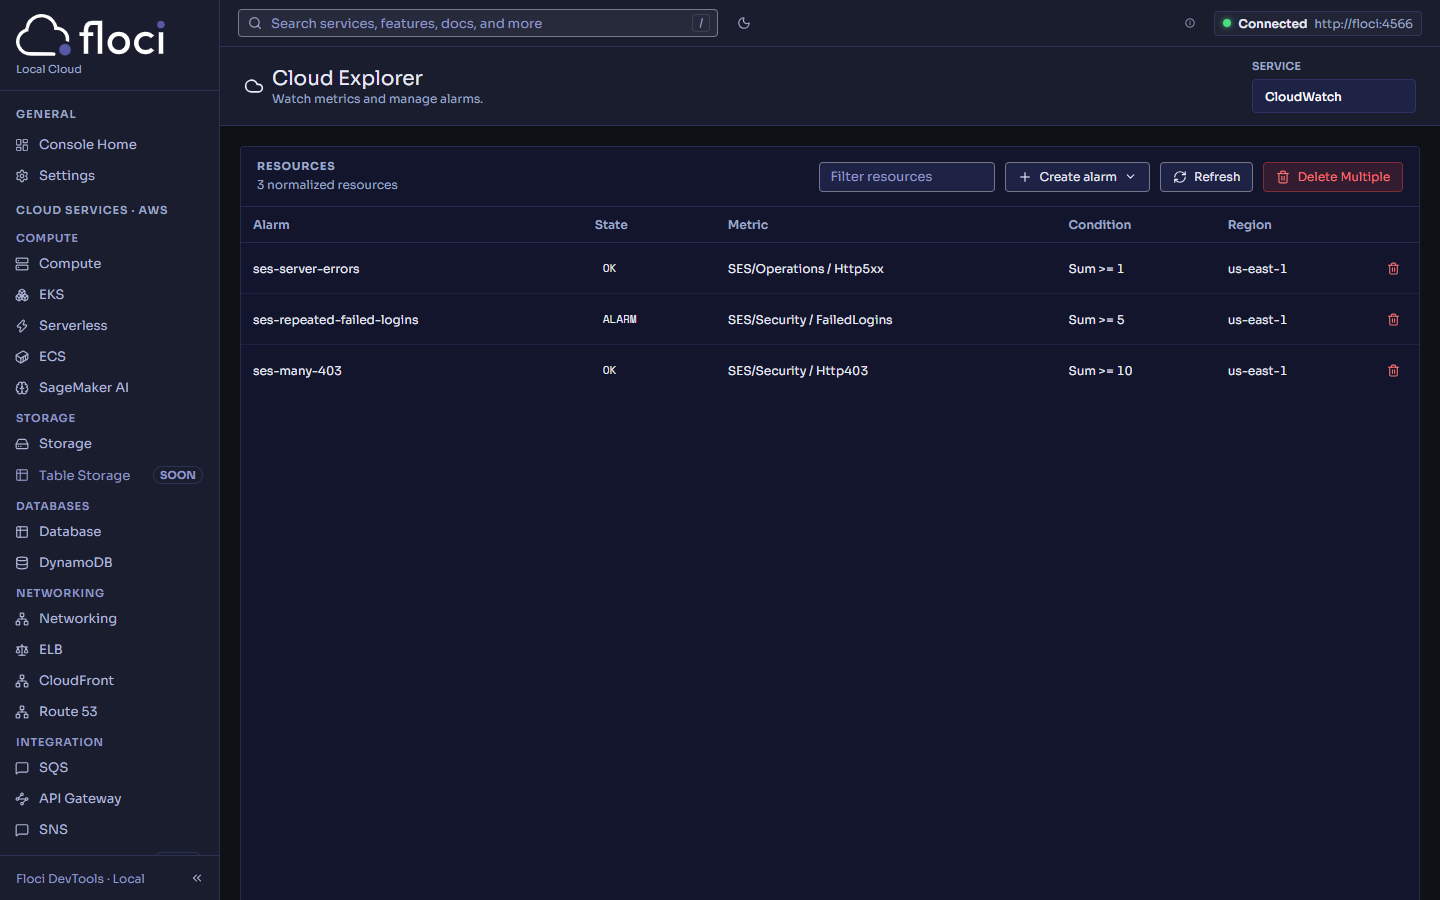 floci
Local Cloud
GENERAL
Console Home
Settings
CLOUD SERVICES · AWS
COMPUTE
Compute
EKS
Serverless
ECS
SageMaker AI
STORAGE
Storage
Table Storage SOON
DATABASES
Database
DynamoDB
NETWORKING
Networking
ELB
CloudFront
Route 53
INTEGRATION
SQS
API Gateway
SNS
Floci DevTools · Local
Search services, features, docs, and more /
Connected http://floci:4566
Cloud Explorer
Watch metrics and manage alarms.
SERVICE
CloudWatch
RESOURCES
3 normalized resources
Filter resources
Create alarm
Refresh
Delete Multiple
Alarm State Metric Condition Region
ses-server-errors OK SES/Operations / Http5xx Sum >= 1 us-east-1
ses-repeated-failed-logins ALARM SES/Security / FailedLogins Sum >= 5 us-east-1
ses-many-403 OK SES/Security / Http403 Sum >= 10 us-east-1